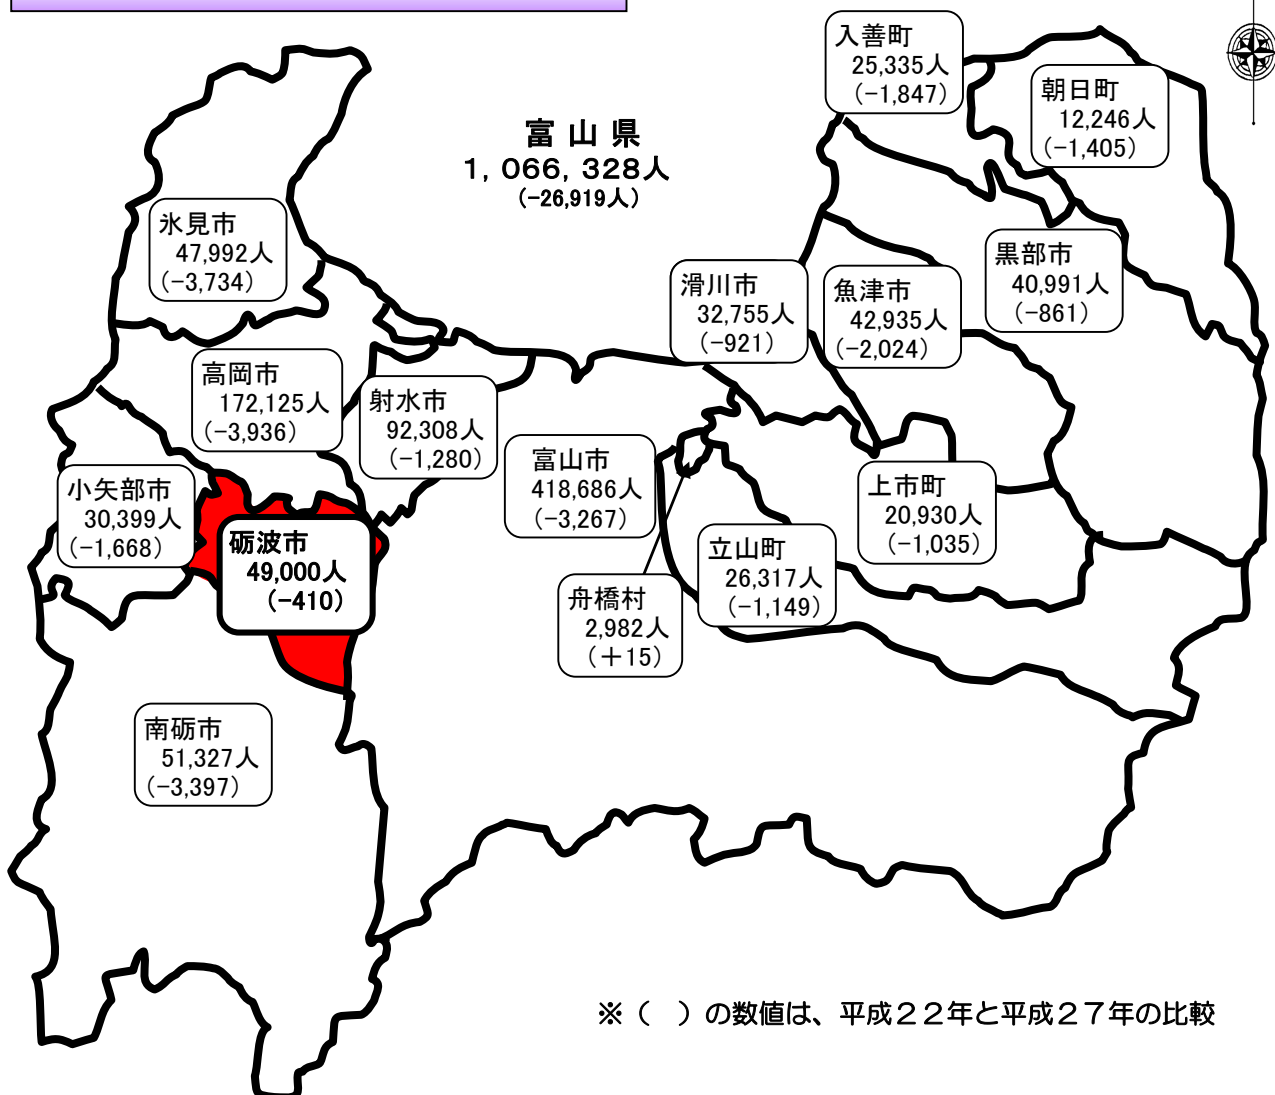 入善町
25,335人
(-1,847)
朝日町
12,246人
(-1,405)
富 山 県
1, 066, 328人
(-26,919人)
氷見市
47,992人
(-3,734)
滑川市
32,755人
(-921)
魚津市
42,935人
(-2,024)
黒部市
40,991人
(-861)
高岡市
172,125人
(-3,936)
射水市
92,308人
(-1,280)
富山市
418,686人
(-3,267)
小矢部市
30,399人
(-1,668)
砺波市
49,000人
(-410)
上市町
20,930人
(-1,035)
立山町
26,317人
(-1,149)
舟橋村
2,982人
(+15)
南砺市
51,327人
(-3,397)
※（　）の数値は、平成２２年と平成２７年の比較